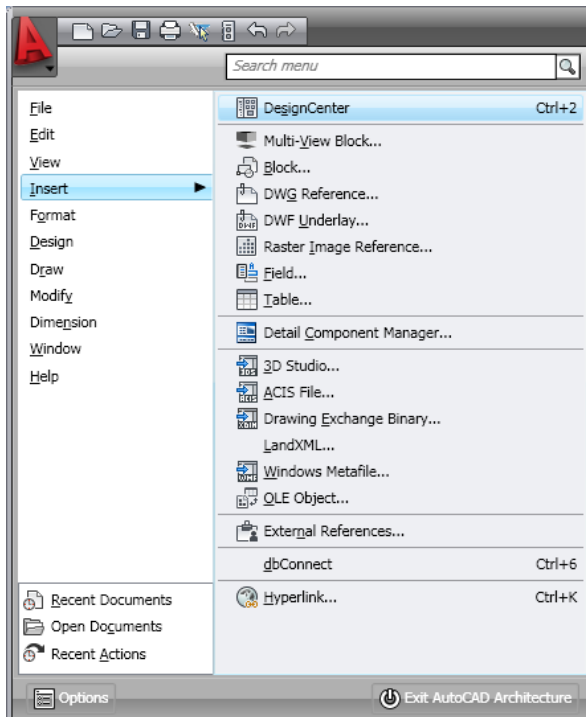 Search menu
File
Edit
View
Insert
Format
Design
Draw
Modify
Dimension
Window
Help
DesignCenter Ctrl+2
Multi-View Block...
Block...
DWG Reference...
DWF Underlay...
Raster Image Reference...
Field...
Table...
Detail Component Manager...
3D Studio...
ACIS File...
Drawing Exchange Binary...
LandXML...
Windows Metafile...
OLE Object...
External References...
dbConnect Ctrl+6
Hyperlink... Ctrl+K
Recent Documents
Open Documents
Recent Actions
Options
Exit AutoCAD Architecture